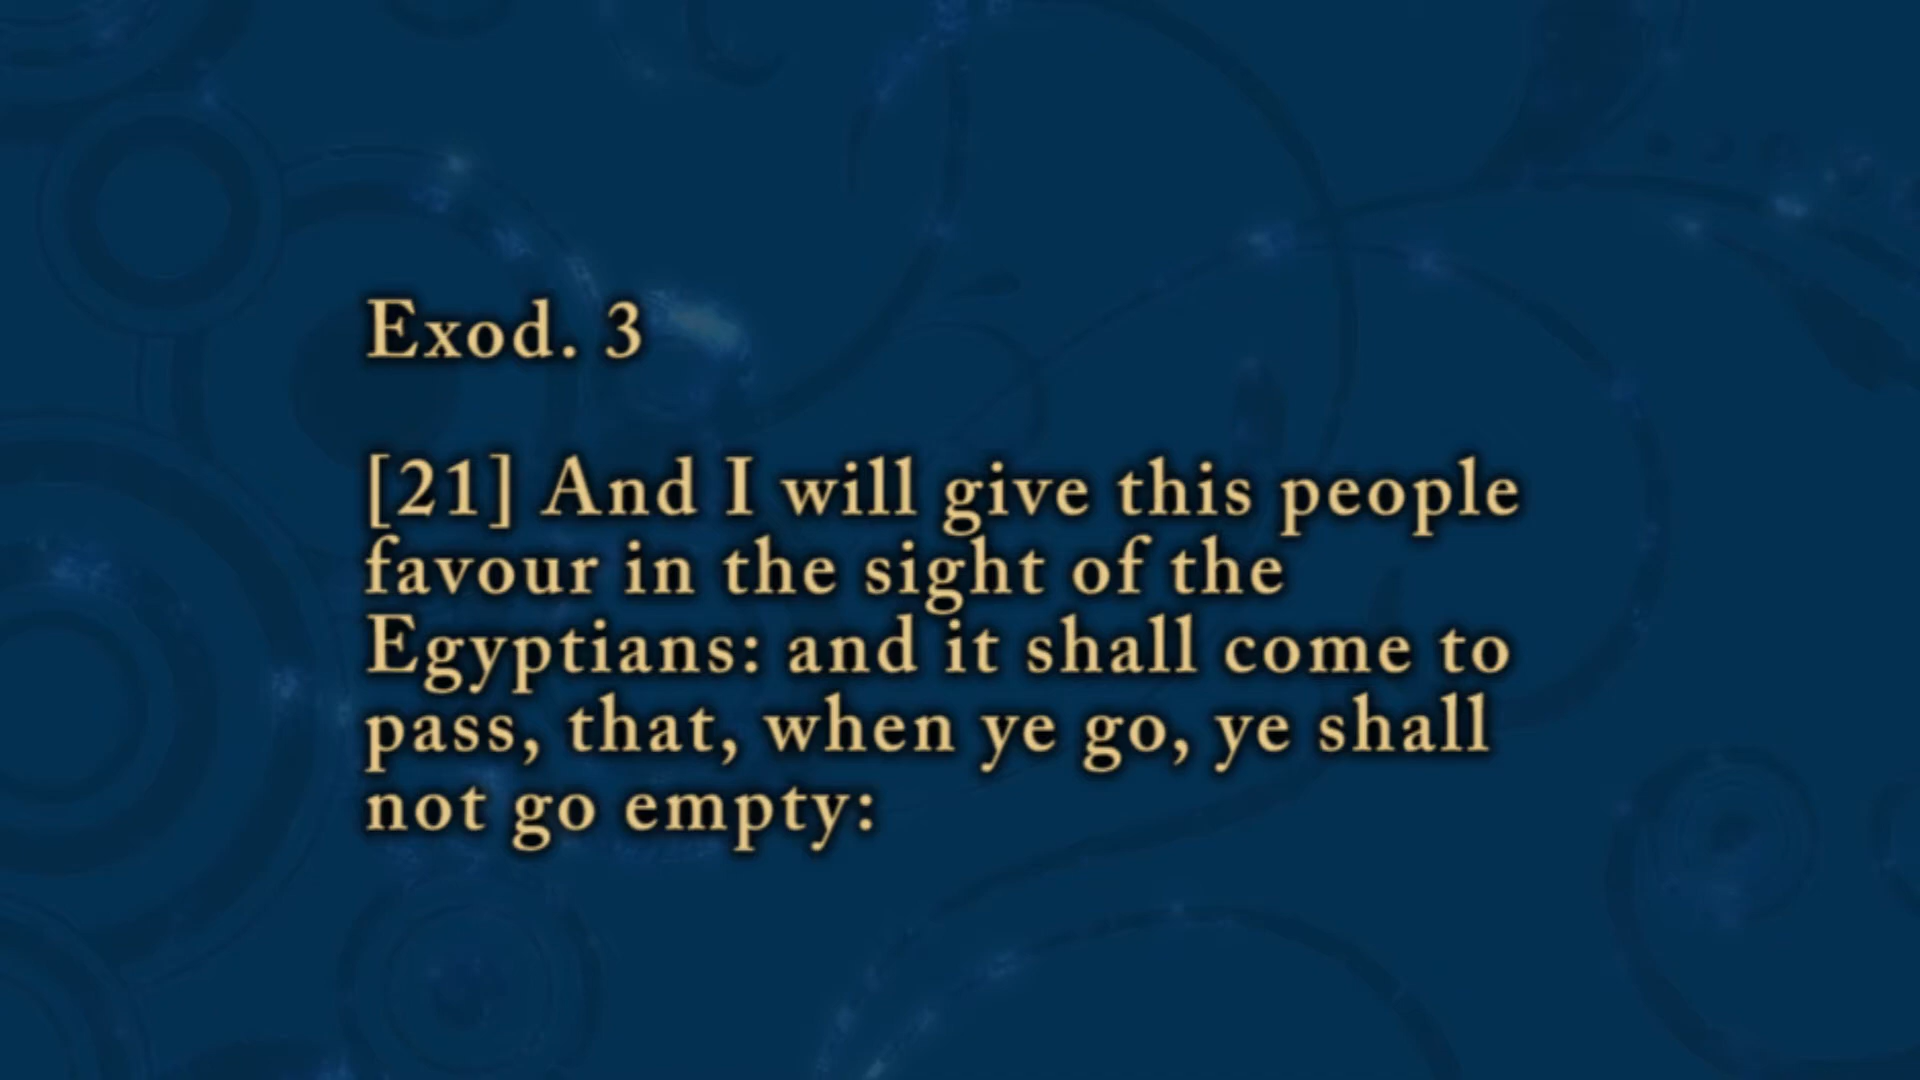 Exod. 3
[21] And I will give this people
favour in the sight of the
Egyptians: and it shall come to
pass, that, when ye go, ye shall
not go empty: